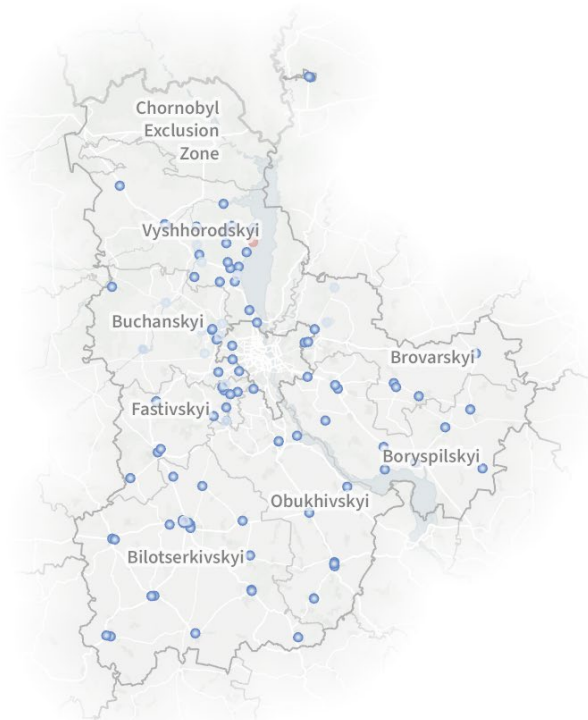 Chornobyl
Exclusion
Zone
Vyshhorodskyi
Buchanskyi
Brovarskyi
Fastivskyi
Boryspilskyi
Obukhivskyi
Bilotserkivskyi